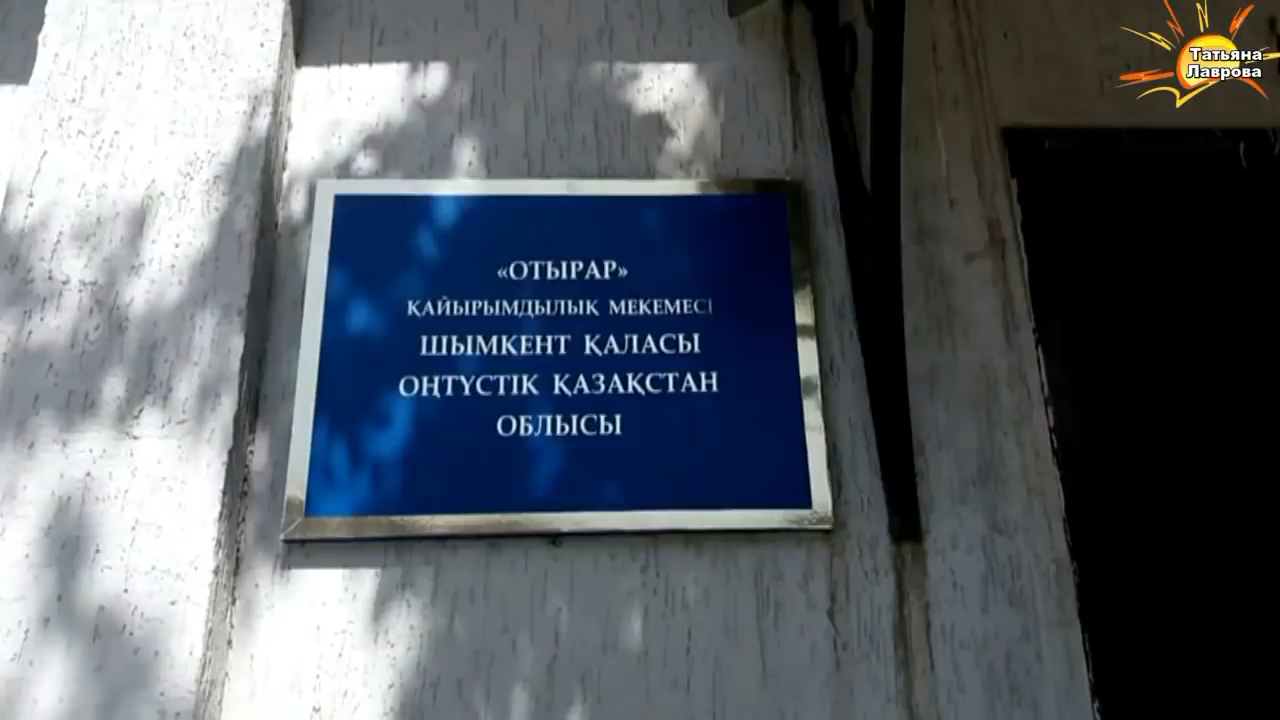 Татьяна
Лаврова
«ОТЫРАР»
ҚАЙЫРЫМДЫЛЫҚ МЕКЕМЕСІ
ШЫМКЕНТ ҚАЛАСЫ
ОҢТҮСТІК ҚАЗАҚСТАН
ОБЛЫСЫ